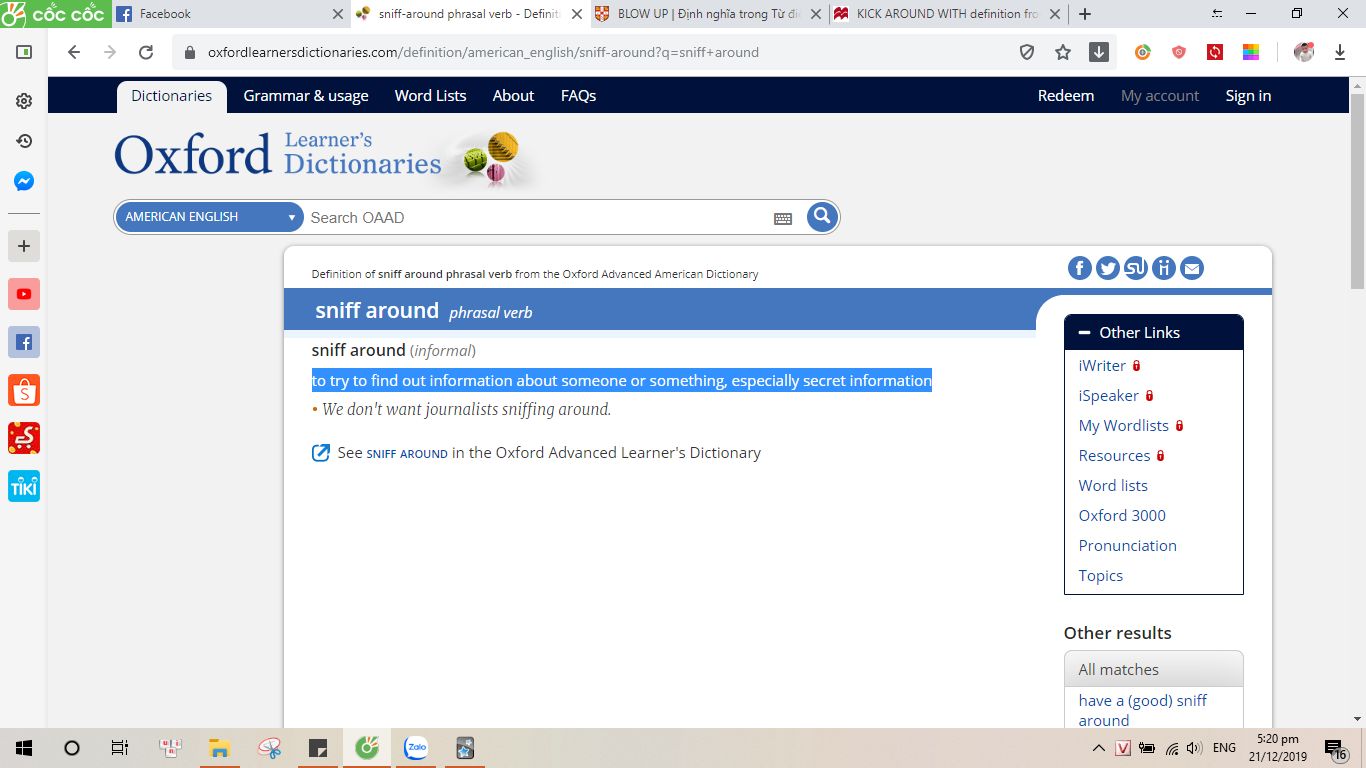 cốc cốc
Facebook
sniff-around phrasal verb - Definit
BLOW UP | Định nghĩa trong Từ điể
KICK AROUND WITH definition fro
oxfordlearnersdictionaries.com/definition/american_english/sniff-around?q=sniff+around
Dictionaries
Grammar & usage
Word Lists
About
FAQs
Redeem
My account
Sign in
Oxford Learner's Dictionaries
AMERICAN ENGLISH
Search OAAD
Definition of sniff around phrasal verb from the Oxford Advanced American Dictionary
sniff around phrasal verb
sniff around (informal)
to try to find out information about someone or something, especially secret information
• We don't want journalists sniffing around.
See SNIFF AROUND in the Oxford Advanced Learner's Dictionary
Other Links
iWriter
iSpeaker
My Wordlists
Resources
Word lists
Oxford 3000
Pronunciation
Topics
Other results
All matches
have a (good) sniff
around
TIKI
Zalo
ENG
5:20 pm
21/12/2019
16